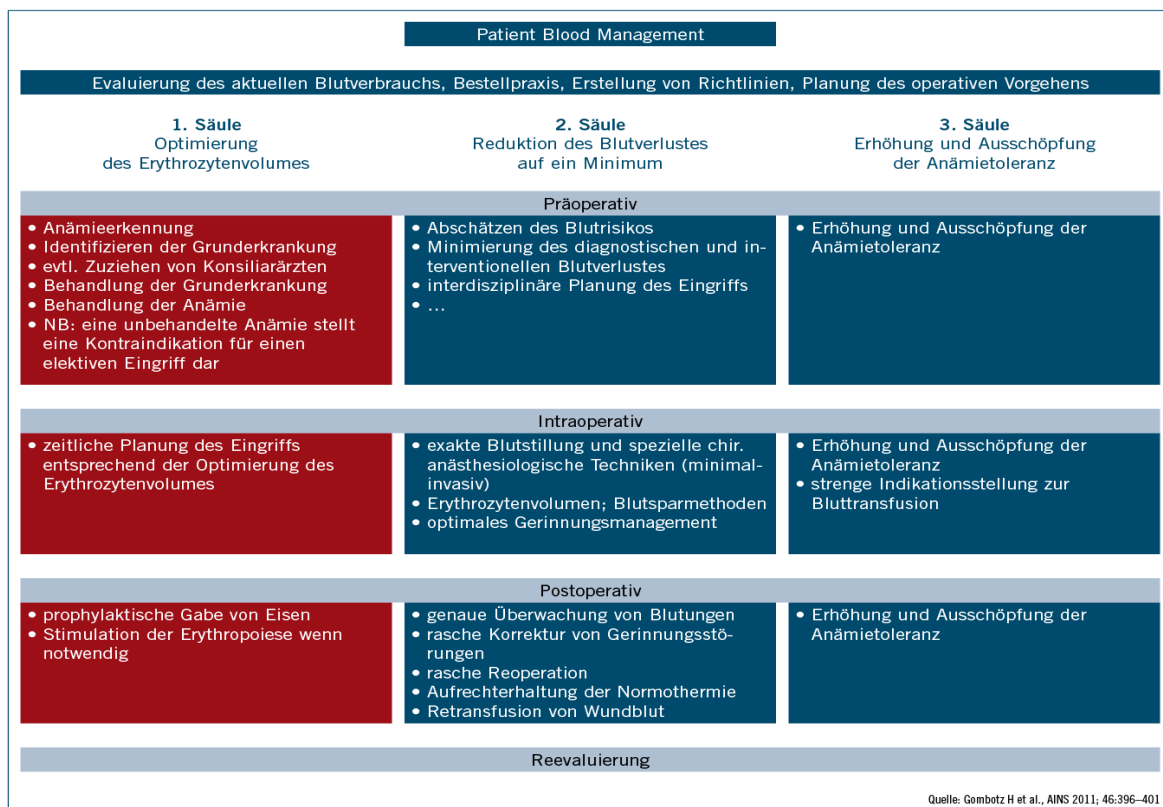 Patient Blood Management
Evaluierung des aktuellen Blutverbrauchs, Bestellpraxis, Erstellung von Richtlinien, Planung des operativen Vorgehens
1. Säule
Optimierung
des Erythrozytenvolumes
2. Säule
Reduktion des Blutverlustes
auf ein Minimum
3. Säule
Erhöhung und Ausschöpfung
der Anämietoleranz
Präoperativ
• Anämieerkennung
• Identifizieren der Grunderkrankung
• evtl. Zuziehen von Konsiliarärzten
• Behandlung der Grunderkrankung
• Behandlung der Anämie
• NB: eine unbehandelte Anämie stellt
eine Kontraindikation für einen
elektiven Eingriff dar
• Abschätzen des Blutrisikos
• Minimierung des diagnostischen und in-
terventionellen Blutverlustes
• interdisziplinäre Planung des Eingriffs
• ...
• Erhöhung und Ausschöpfung der
Anämietoleranz
Intraoperativ
• zeitliche Planung des Eingriffs
entsprechend der Optimierung des
Erythrozytenvolumes
• exakte Blutstillung und spezielle chir.
anästhesiologische Techniken (minimal-
invasiv)
• Erythrozytenvolumen; Blutsparmethoden
• optimales Gerinnungsmanagement
• Erhöhung und Ausschöpfung der
Anämietoleranz
• strenge Indikationsstellung zur
Bluttransfusion
Postoperativ
• prophylaktische Gabe von Eisen
• Stimulation der Erythropoiese wenn
notwendig
• genaue Überwachung von Blutungen
• rasche Korrektur von Gerinnungsstö-
rungen
• rasche Reoperation
• Aufrechterhaltung der Normothermie
• Retransfusion von Wundblut
• Erhöhung und Ausschöpfung der
Anämietoleranz
Reevaluierung
Quelle: Gombotz H et al., AINS 2011; 46:396–401